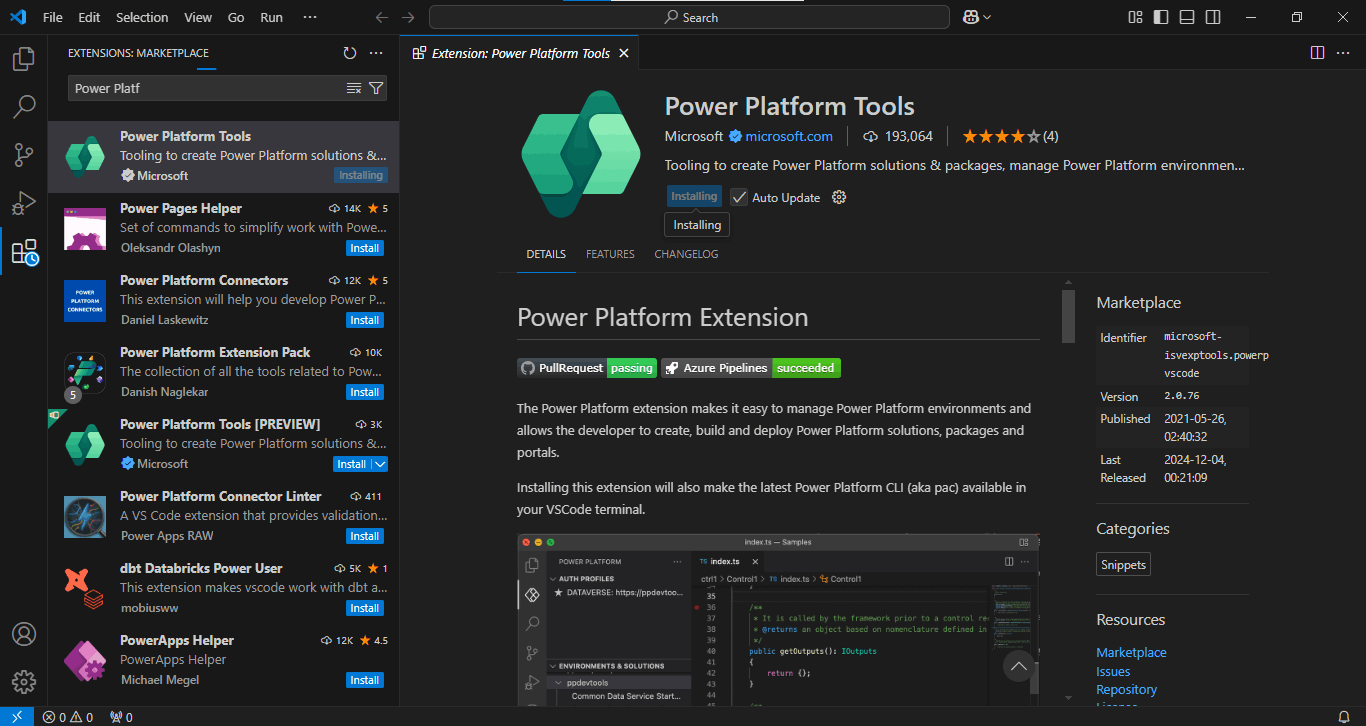 File Edit Selection View Go Run ···
Search
EXTENSIONS: MARKETPLACE
Power Platf
Power Platform Tools
Tooling to create Power Platform solutions &...
Microsoft
Installing
Power Pages Helper
14K ★ 5
Set of commands to simplify work with Powe...
Oleksandr Olashyn
Install
Power Platform Connectors
12K ★ 5
POWER
PLATFORM
CONNECTORS
This extension will help you develop Power P...
Daniel Laskewitz
Install
Power Platform Extension Pack
10K
The collection of all the tools related to Pow...
5
Danish Naglekar
Install
Power Platform Tools [PREVIEW]
3K
Tooling to create Power Platform solutions &...
Microsoft
Install
Power Platform Connector Linter
411
A VS Code extension that provides validation...
Power Apps RAW
Install
dbt Databricks Power User
5K ★ 1
This extension makes vscode work with dbt a...
mobiusww
Install
PowerApps Helper
12K ★ 4.5
PowerApps Helper
Michael Megel
Install
Extension: Power Platform Tools
Power Platform Tools
Microsoft microsoft.com 193,064 ★★★★☆(4)
Tooling to create Power Platform solutions & packages, manage Power Platform environmen...
Installing Auto Update
Installing
DETAILS FEATURES CHANGELOG
Power Platform Extension
PullRequest passing Azure Pipelines succeeded
The Power Platform extension makes it easy to manage Power Platform environments and
allows the developer to create, build and deploy Power Platform solutions, packages and
portals.
Installing this extension will also make the latest Power Platform CLI (aka pac) available in
your VSCode terminal.
index.ts — Samples
POWER PLATFORM ···
AUTH PROFILES
★ DATAVERSE: https://ppdevtoo...
ENVIRONMENTS & SOLUTIONS
ppdevtools
Common Data Service Start...
TS index.ts
ctrl1 > Control1 > TS index.ts > Control1
34 }
35
36 /**
37 * It is called by the framework prior to a control re
38 * @returns an object based on nomenclature defined in
39 */
40 public getOutputs(): IOutputs
41 {
42 return {};
43 }
44
Marketplace
Identifier microsoft-
isvexptools.powerp
vscode
Version 2.0.76
Published 2021-05-26,
02:40:32
Last 2024-12-04,
Released 00:21:09
Categories
Snippets
Resources
Marketplace
Issues
Repository
License
0 0 0